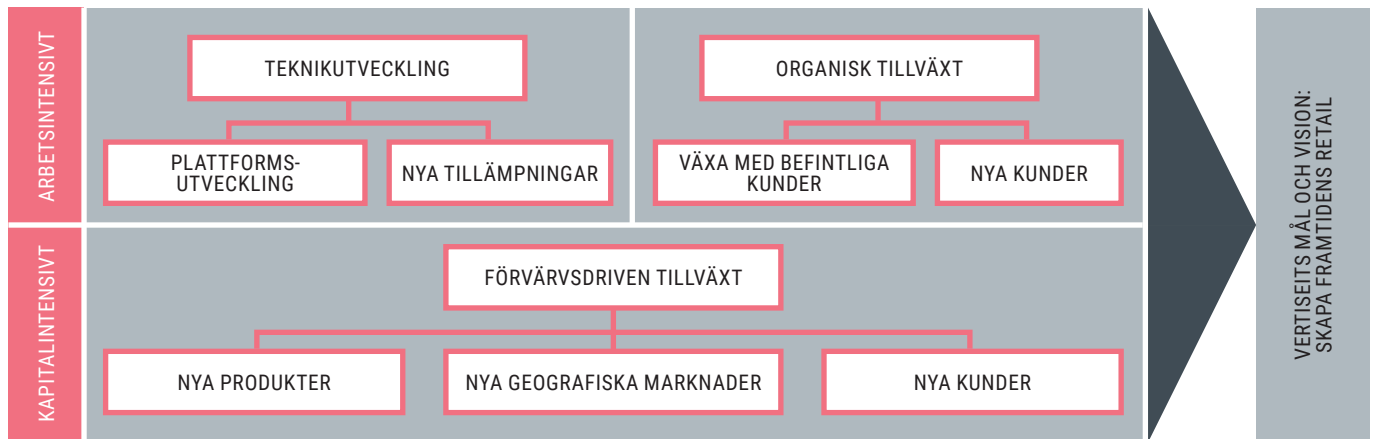 ARBETSINTENSIVT
TEKNIKUTVECKLING
PLATTFORMS-
UTVECKLING
NYA TILLÄMPNINGAR
ORGANISK TILLVÄXT
VÄXA MED BEFINTLIGA
KUNDER
NYA KUNDER
KAPITALINTENSIVT
FÖRVÄRVSDRIVEN TILLVÄXT
NYA PRODUKTER
NYA GEOGRAFISKA MARKNADER
NYA KUNDER
VERTISEITS MÅL OCH VISION:
SKAPA FRAMTIDENS RETAIL